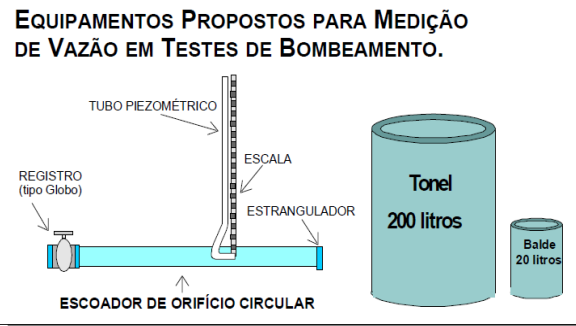 EQUIPAMENTOS PROPOSTOS PARA MEDIÇÃO
DE VAZÃO EM TESTES DE BOMBEAMENTO.
TUBO PIEZOMÉTRICO
ESCALA
REGISTRO
(tipo Globo)
ESTRANGULADOR
ESCOADOR DE ORIFÍCIO CIRCULAR
Tonel
200 litros
Balde
20 litros